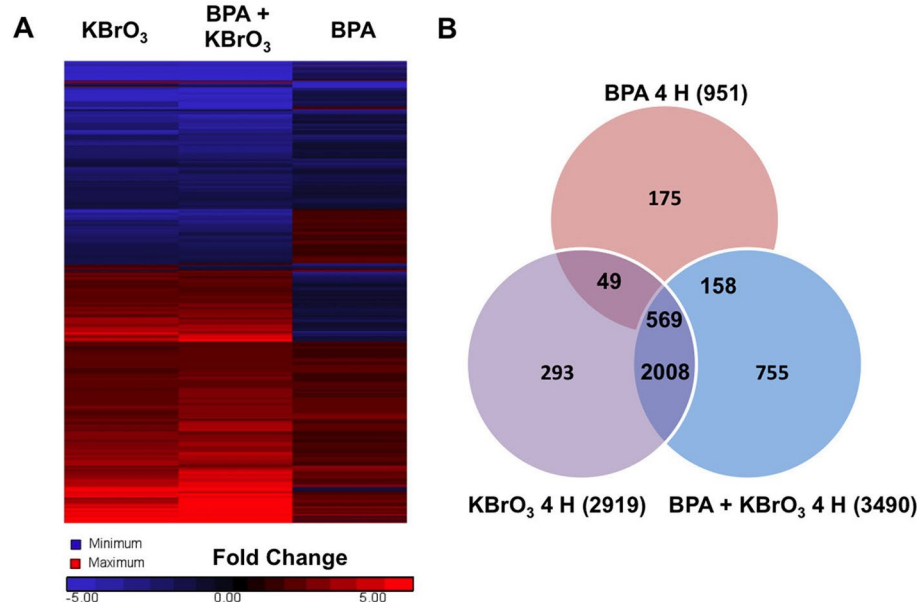 A
KBrO₃
BPA +
KBrO₃
BPA
Minimum
Maximum
Fold Change
-5.00 0.00 5.00
B
BPA 4 H (951)
175
49
158
569
293
2008
755
KBrO₃ 4 H (2919)
BPA + KBrO₃ 4 H (3490)